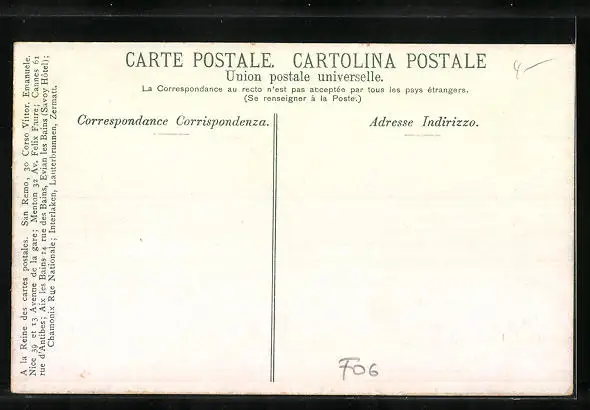 CARTE POSTALE. CARTOLINA POSTALE
Union postale universelle.
La Correspondance au recto n'est pas acceptée par tous les pays étrangers.
(Se renseigner à la Poste.)
Correspondance Corrispondenza.
Adresse Indirizzo.
A la Reine des cartes postales. San Remo, 30 Corso Vittor. Emanuele.
Nice 39 et 13 Avenne de la gare; Menton 32 Av. Felix Faure; Cannes 61
rue d'Antibes; Aix les Bains 14 rue des Bains, Evian les Bains (Savoy Hôtel);
Chamonix Rue Nationale; Interlaken, Lauterbrunnen, Zermatt.
F06